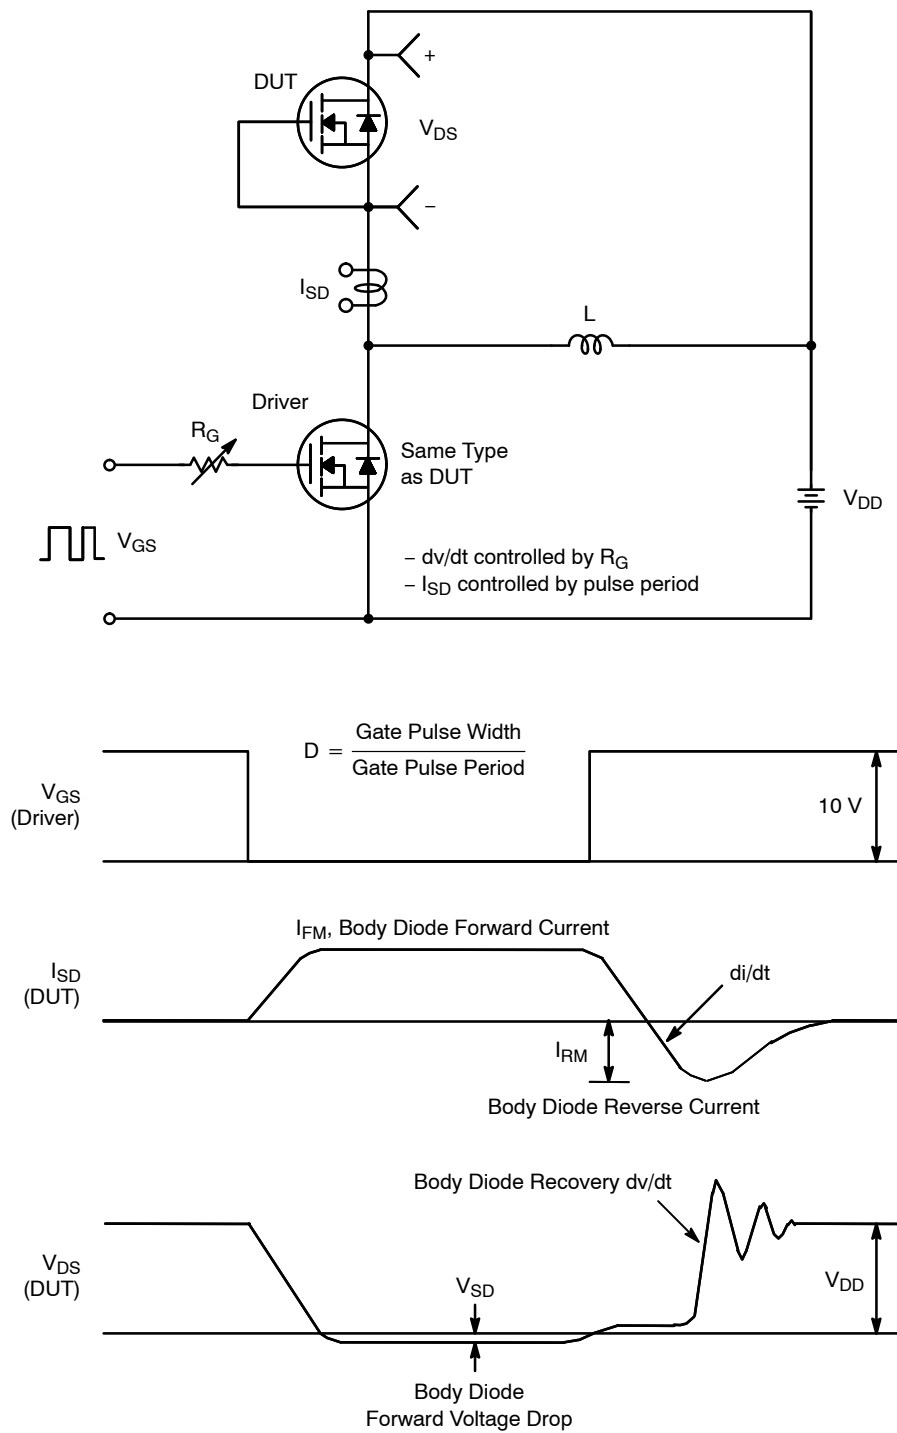 +
DUT
V_DS
−
I_SD
L
Driver
R_G
Same Type
as DUT
V_DD
V_GS
− dv/dt controlled by R_G
− I_SD controlled by pulse period
D = Gate Pulse Width
Gate Pulse Period
V_GS
(Driver)
10 V
I_FM, Body Diode Forward Current
I_SD
(DUT)
di/dt
I_RM
Body Diode Reverse Current
Body Diode Recovery dv/dt
V_DS
(DUT)
V_SD
V_DD
Body Diode
Forward Voltage Drop